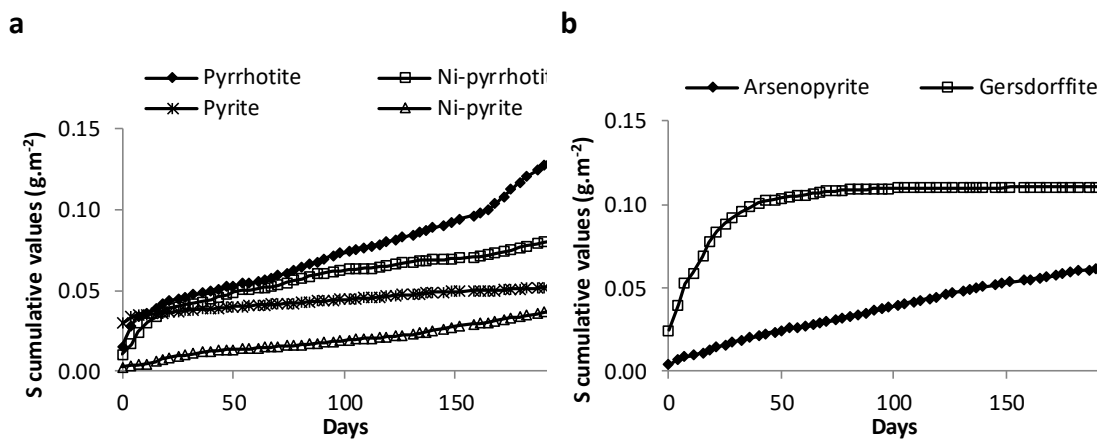 a
Pyrrhotite Ni-pyrrhotit
Pyrite Ni-pyrite
S cumulative values (g.m-2)
0.15
0.10
0.05
0.00
0 50 100 150
Days
b
Arsenopyrite Gersdorffite
S cumulative values (g.m-2)
0.15
0.10
0.05
0.00
0 50 100 150
Days